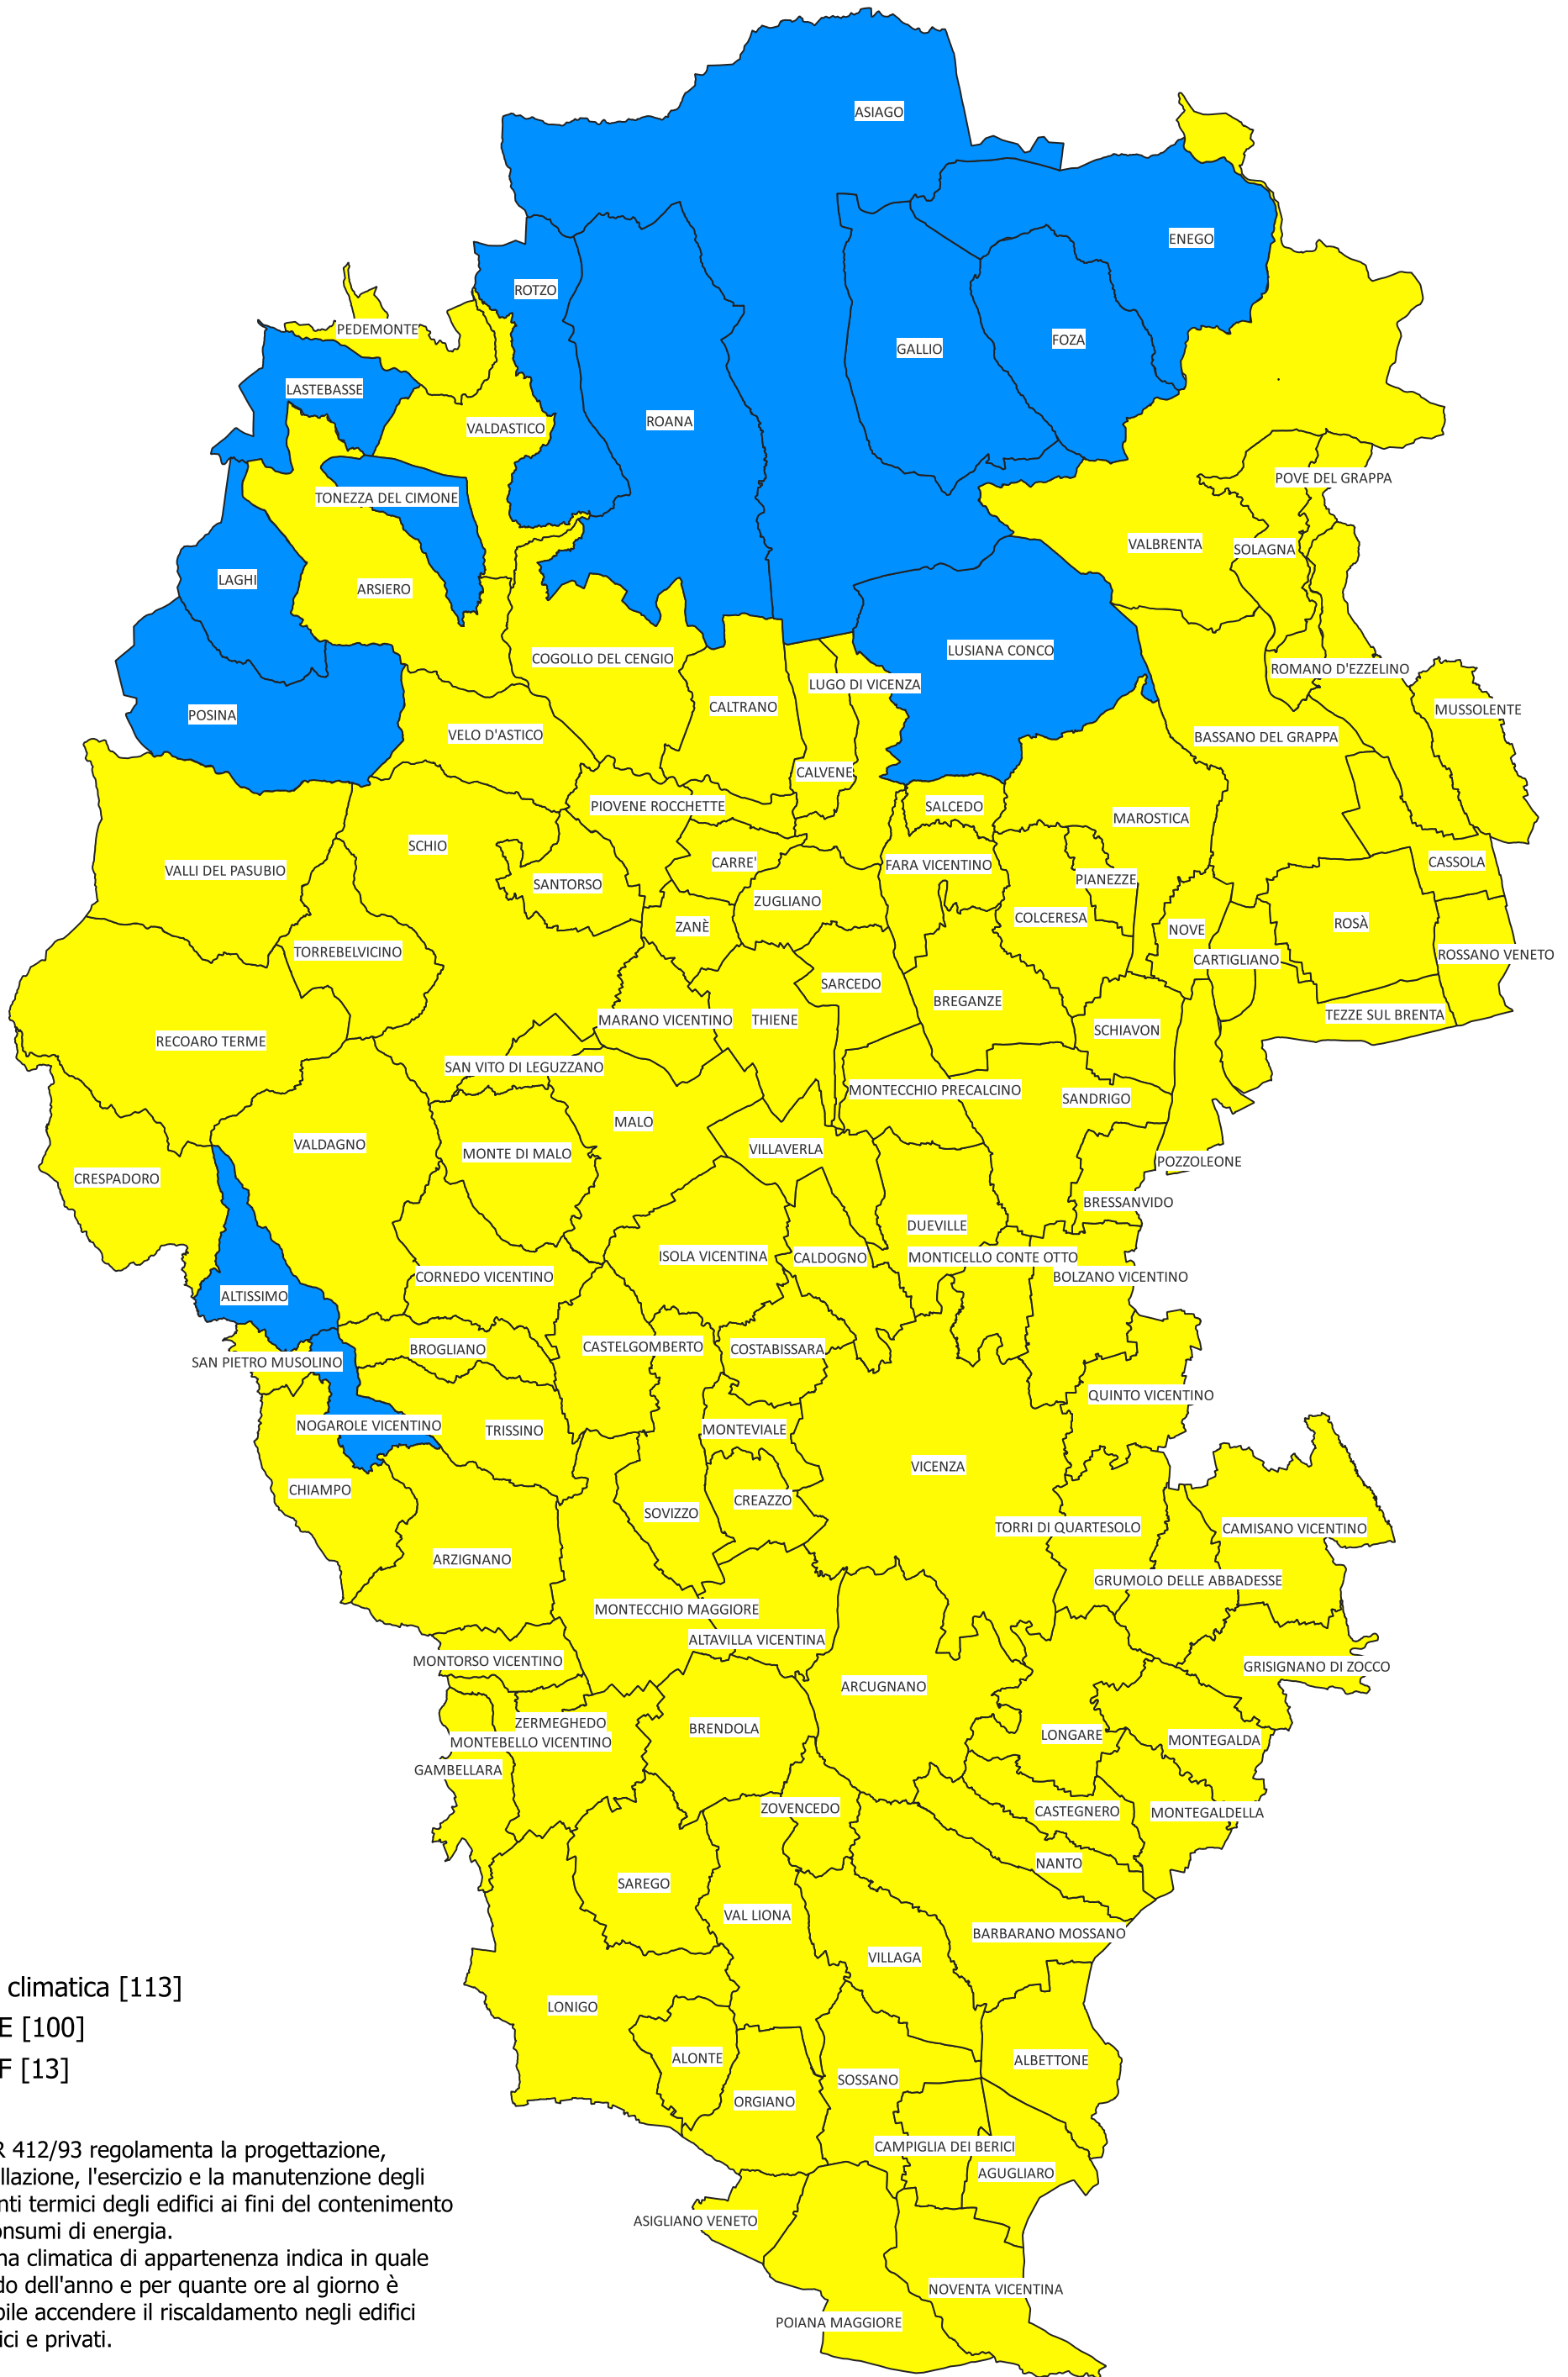 ASIAGO
ENEGO
ROTZO
PEDEMONTE
FOZA
GALLIO
LASTEBASSE
ROANA
VALDASTICO
POVE DEL GRAPPA
TONEZZA DEL CIMONE
VALBRENTA
SOLAGNA
LAGHI
ARSIERO
LUSIANA CONCO
COGOLLO DEL CENGIO
ROMANO D'EZZELINO
LUGO DI VICENZA
CALTRANO
MUSSOLENTE
POSINA
VELO D'ASTICO
BASSANO DEL GRAPPA
CALVENE
PIOVENE ROCCHETTE
SALCEDO
MAROSTICA
SCHIO
CARRE'
FARA VICENTINO
CASSOLA
VALLI DEL PASUBIO
SANTORSO
PIANEZZE
ZUGLIANO
COLCERESA
ROSÀ
ZANÈ
NOVE
TORREBELVICINO
ROSSANO VENETO
CARTIGLIANO
SARCEDO
BREGANZE
TEZZE SUL BRENTA
MARANO VICENTINO
THIENE
SCHIAVON
RECOARO TERME
SAN VITO DI LEGUZZANO
MONTECCHIO PRECALCINO
SANDRIGO
MALO
VALDAGNO
VILLAVERLA
MONTE DI MALO
POZZOLEONE
CRESPADORO
BRESSANVIDO
DUEVILLE
ISOLA VICENTINA
CALDOGNO
MONTICELLO CONTE OTTO
CORNEDO VICENTINO
BOLZANO VICENTINO
ALTISSIMO
CASTELGOMBERTO
BROGLIANO
COSTABISSARA
SAN PIETRO MUSOLINO
QUINTO VICENTINO
NOGAROLE VICENTINO
TRISSINO
MONTEVIALE
VICENZA
CHIAMPO
CREAZZO
SOVIZZO
TORRI DI QUARTESOLO
CAMISANO VICENTINO
ARZIGNANO
GRUMOLO DELLE ABBADESSE
MONTECCHIO MAGGIORE
ALTAVILLA VICENTINA
MONTORSO VICENTINO
GRISIGNANO DI ZOCCO
ARCUGNANO
ZERMEGHEDO
BRENDOLA
LONGARE
MONTEGALDA
MONTEBELLO VICENTINO
GAMBELLARA
ZOVENCEDO
CASTEGNERO
MONTEGALDELLA
NANTO
SAREGO
VAL LIONA
BARBARANO MOSSANO
VILLAGA
climatica [113]
LONIGO
E [100]
ALONTE
ALBETTONE
F [13]
SOSSANO
ORGIANO
CAMPIGLIA DEI BERICI
AGUGLIARO
R 412/93 regolamenta la progettazione,
llazione, l'esercizio e la manutenzione degli
nti termici degli edifici ai fini del contenimento
onsumi di energia.
na climatica di appartenenza indica in quale
do dell'anno e per quante ore al giorno è
bile accendere il riscaldamento negli edifici
ici e privati.
ASIGLIANO VENETO
NOVENTA VICENTINA
POIANA MAGGIORE